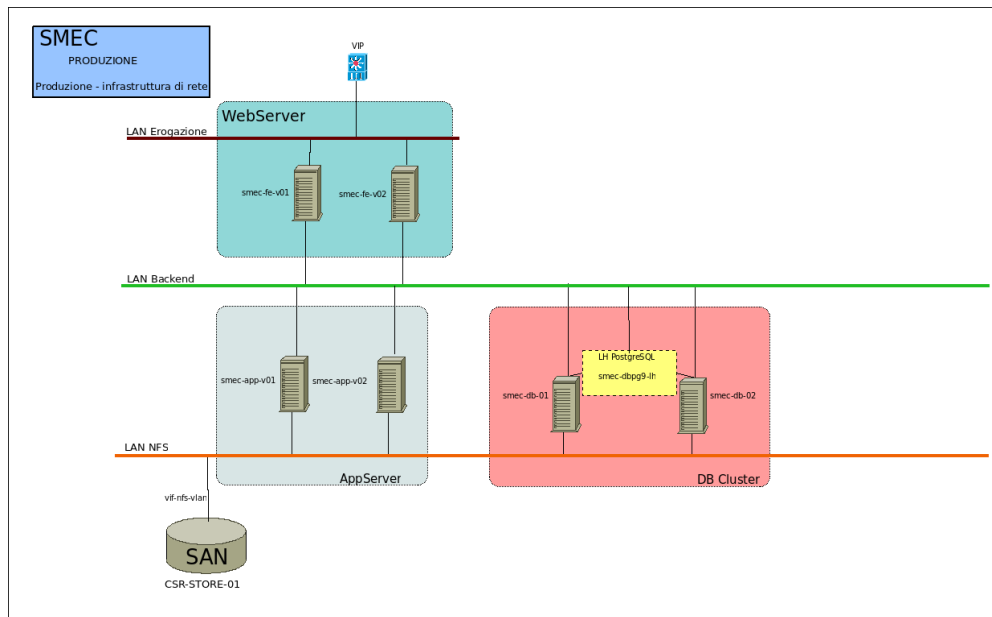 SMEC
PRODUZIONE
Produzione - infrastruttura di rete
VIP
WebServer
LAN Erogazione
smec-fe-v01
smec-fe-v02
LAN Backend
LH PostgreSQL
smec-dbpg9-lh
smec-app-v01
smec-app-v02
smec-db-01
smec-db-02
LAN NFS
AppServer
DB Cluster
vif-nfs-vlan
SAN
CSR-STORE-01